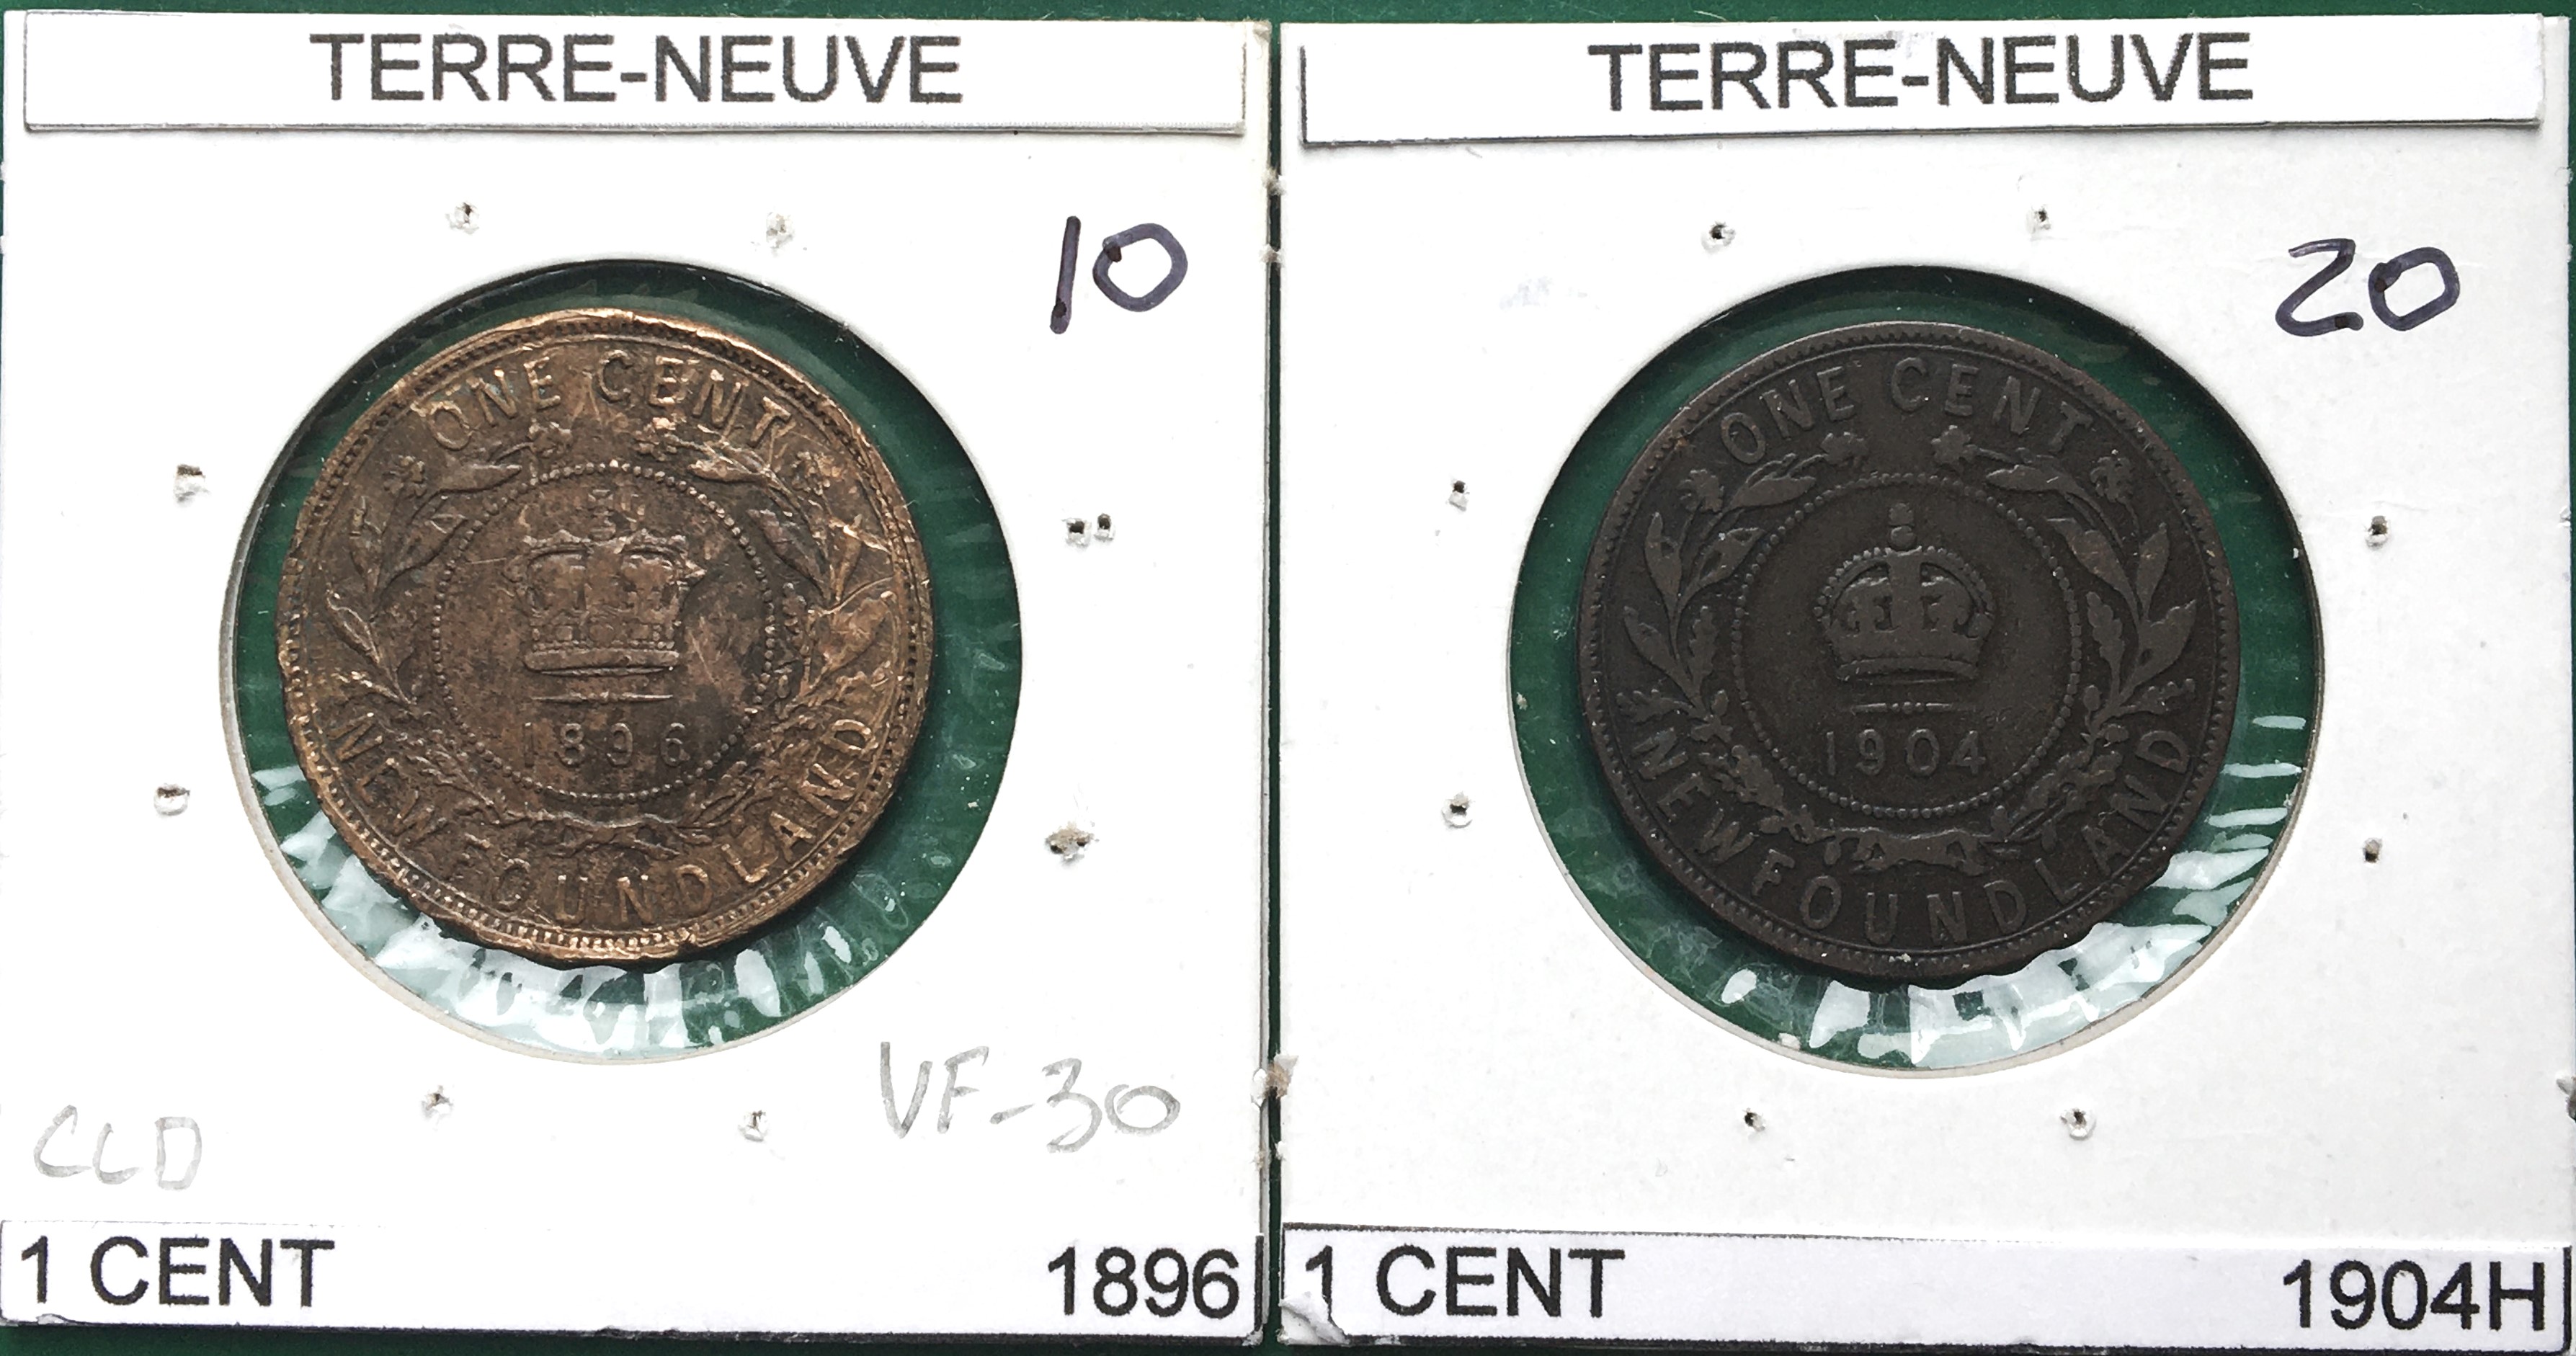 TERRE-NEUVE
10
ONE CENT
1896
NEWFOUNDLAND
CCD
VF-30
1 CENT
1896
TERRE-NEUVE
20
ONE CENT
1904
NEWFOUNDLAND
1 CENT
1904H